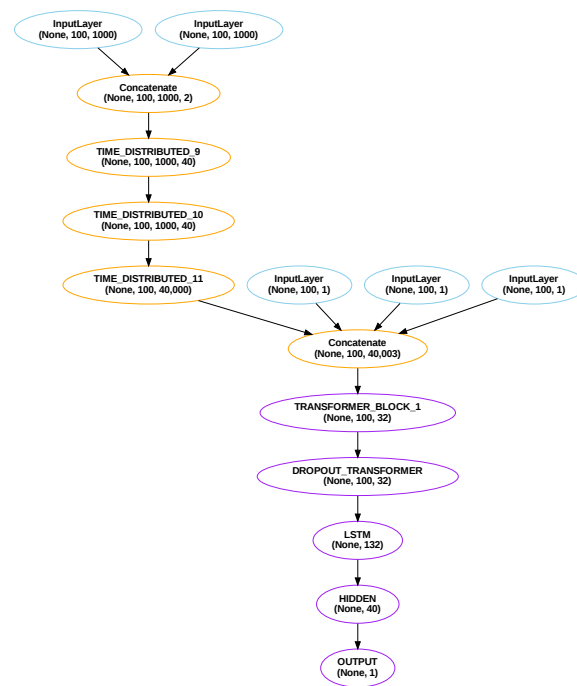 InputLayer
(None, 100, 1000)
InputLayer
(None, 100, 1000)
Concatenate
(None, 100, 1000, 2)
TIME_DISTRIBUTED_9
(None, 100, 1000, 40)
TIME_DISTRIBUTED_10
(None, 100, 1000, 40)
TIME_DISTRIBUTED_11
(None, 100, 40,000)
InputLayer
(None, 100, 1)
InputLayer
(None, 100, 1)
InputLayer
(None, 100, 1)
Concatenate
(None, 100, 40,003)
TRANSFORMER_BLOCK_1
(None, 100, 32)
DROPOUT_TRANSFORMER
(None, 100, 32)
LSTM
(None, 132)
HIDDEN
(None, 40)
OUTPUT
(None, 1)